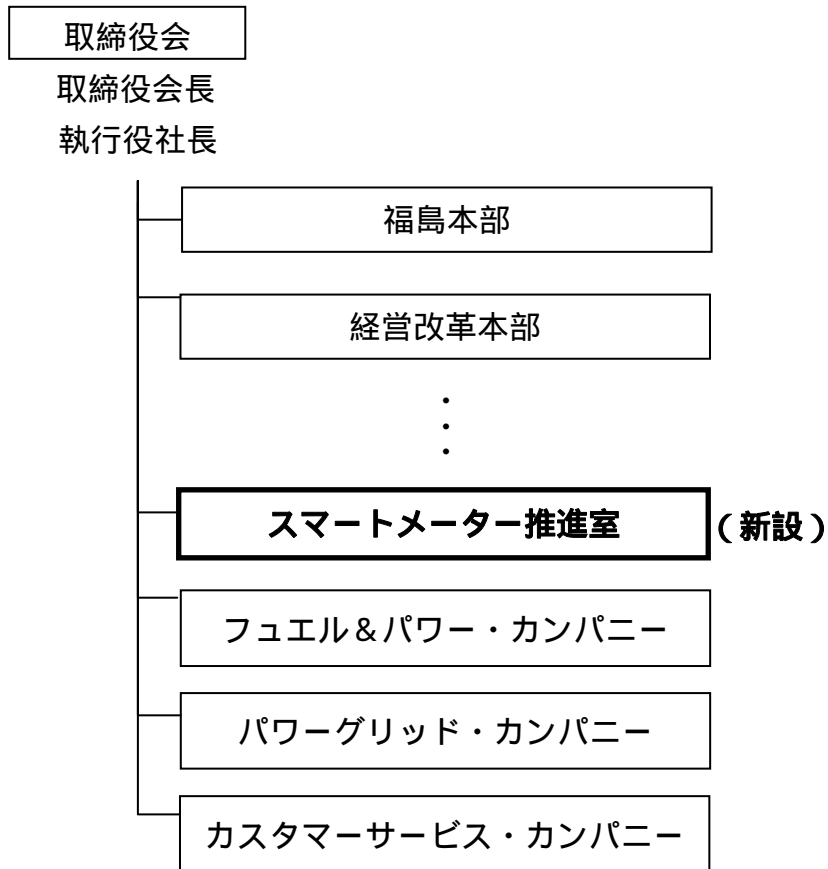 取締役会
取締役会長
執行役社長
福島本部
経営改革本部
・
・
・
スマートメーター推進室 (新設)
フュエル＆パワー・カンパニー
パワーグリッド・カンパニー
カスタマーサービス・カンパニー